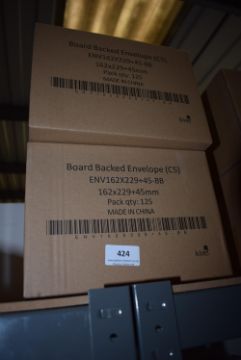 Board Backed Envelope (C5)
ENV162X229+45-BB
162x229+45mm
Pack qty: 125
MADE IN CHINA
Board Backed Envelope (C5)
ENV162X229+45-BB
162x229+45mm
Pack qty: 125
MADE IN CHINA
424